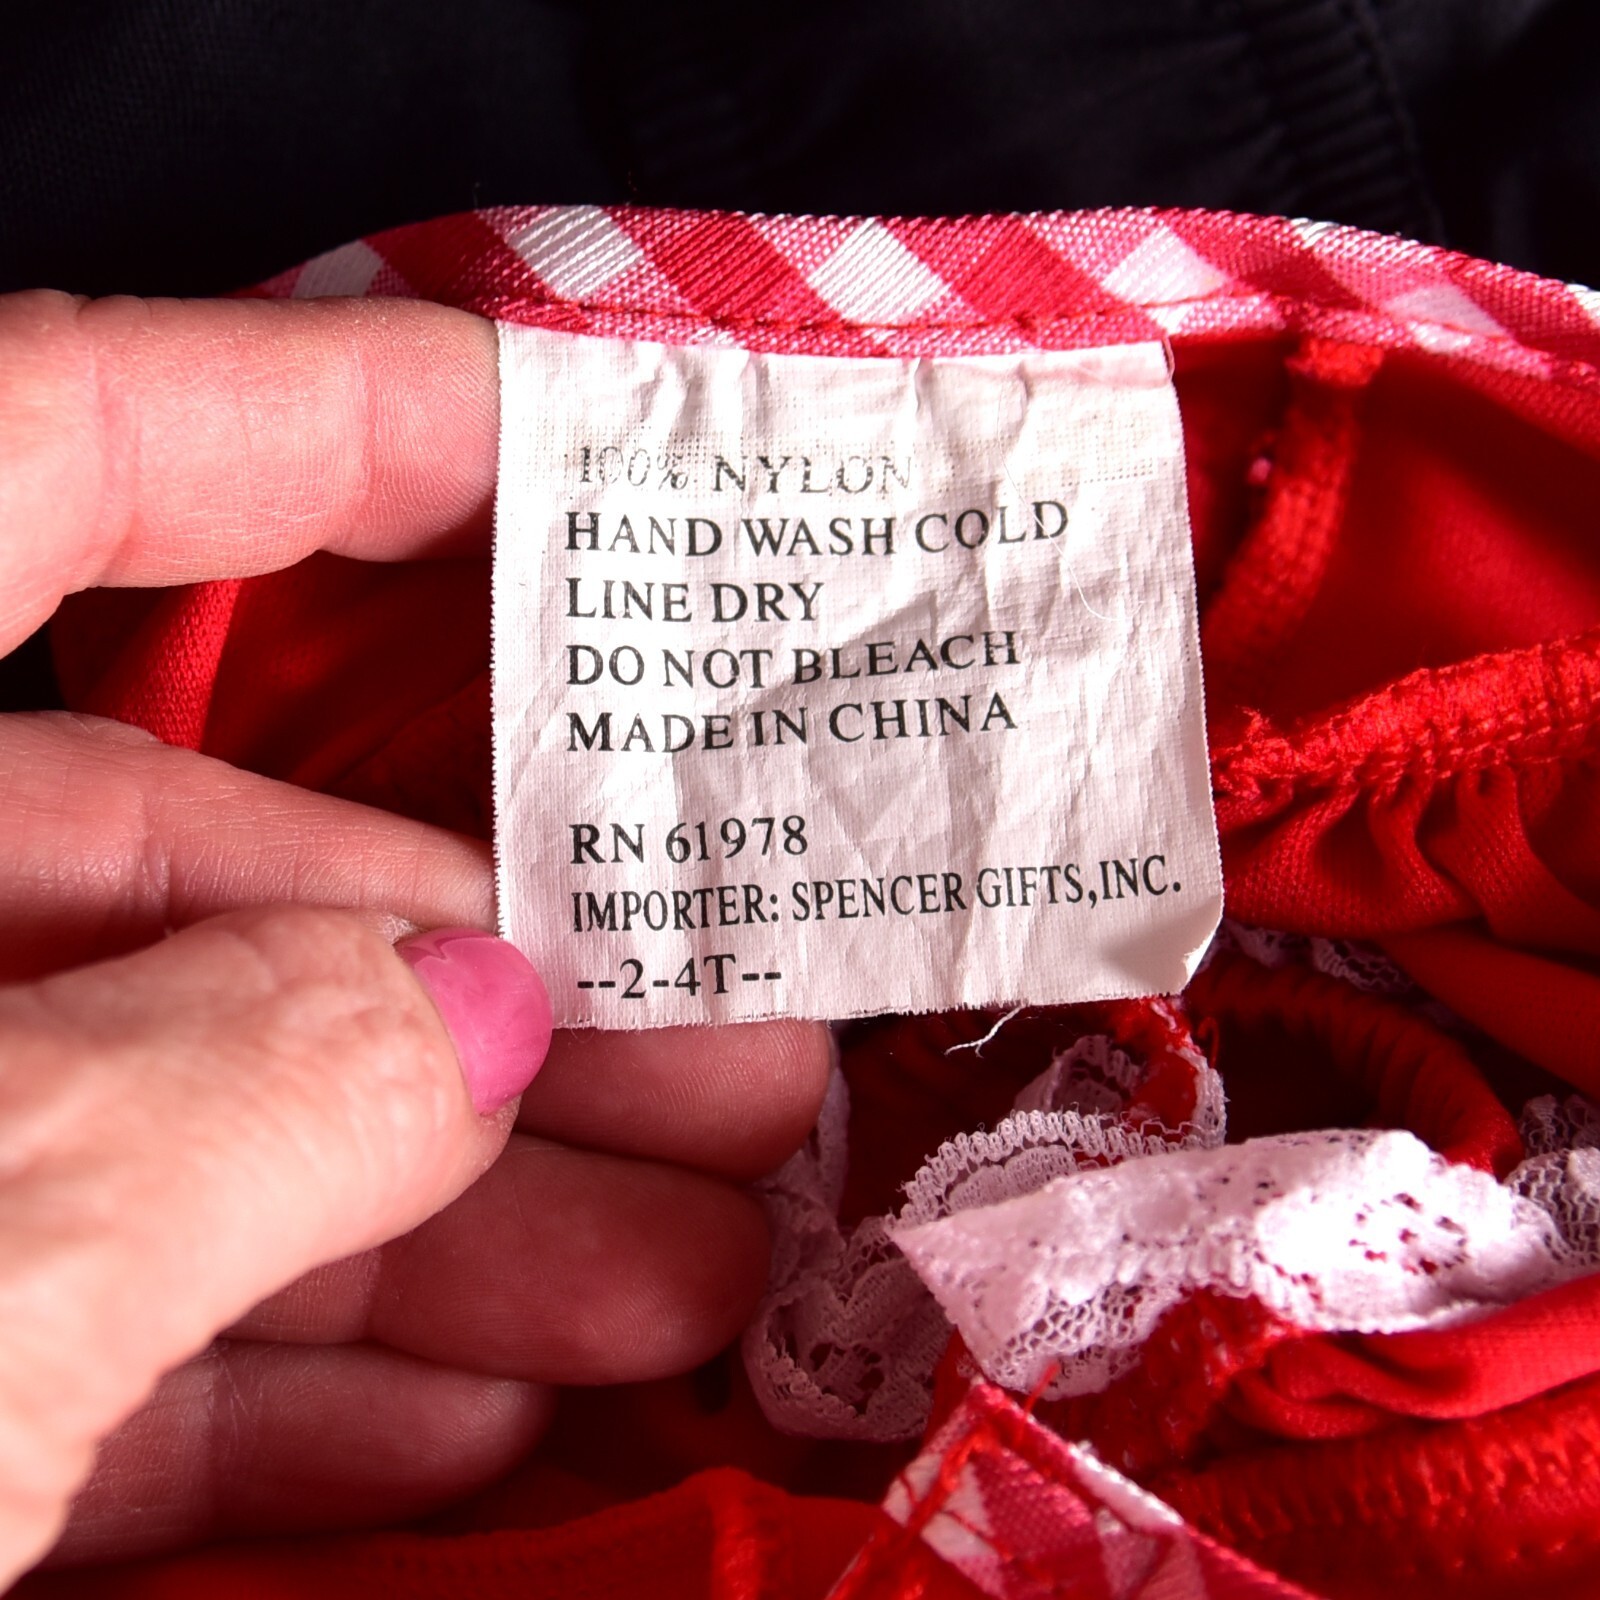 100% NYLON
HAND WASH COLD
LINE DRY
DO NOT BLEACH
MADE IN CHINA
RN 61978
IMPORTER: SPENCER GIFTS,INC.
--2-4T--